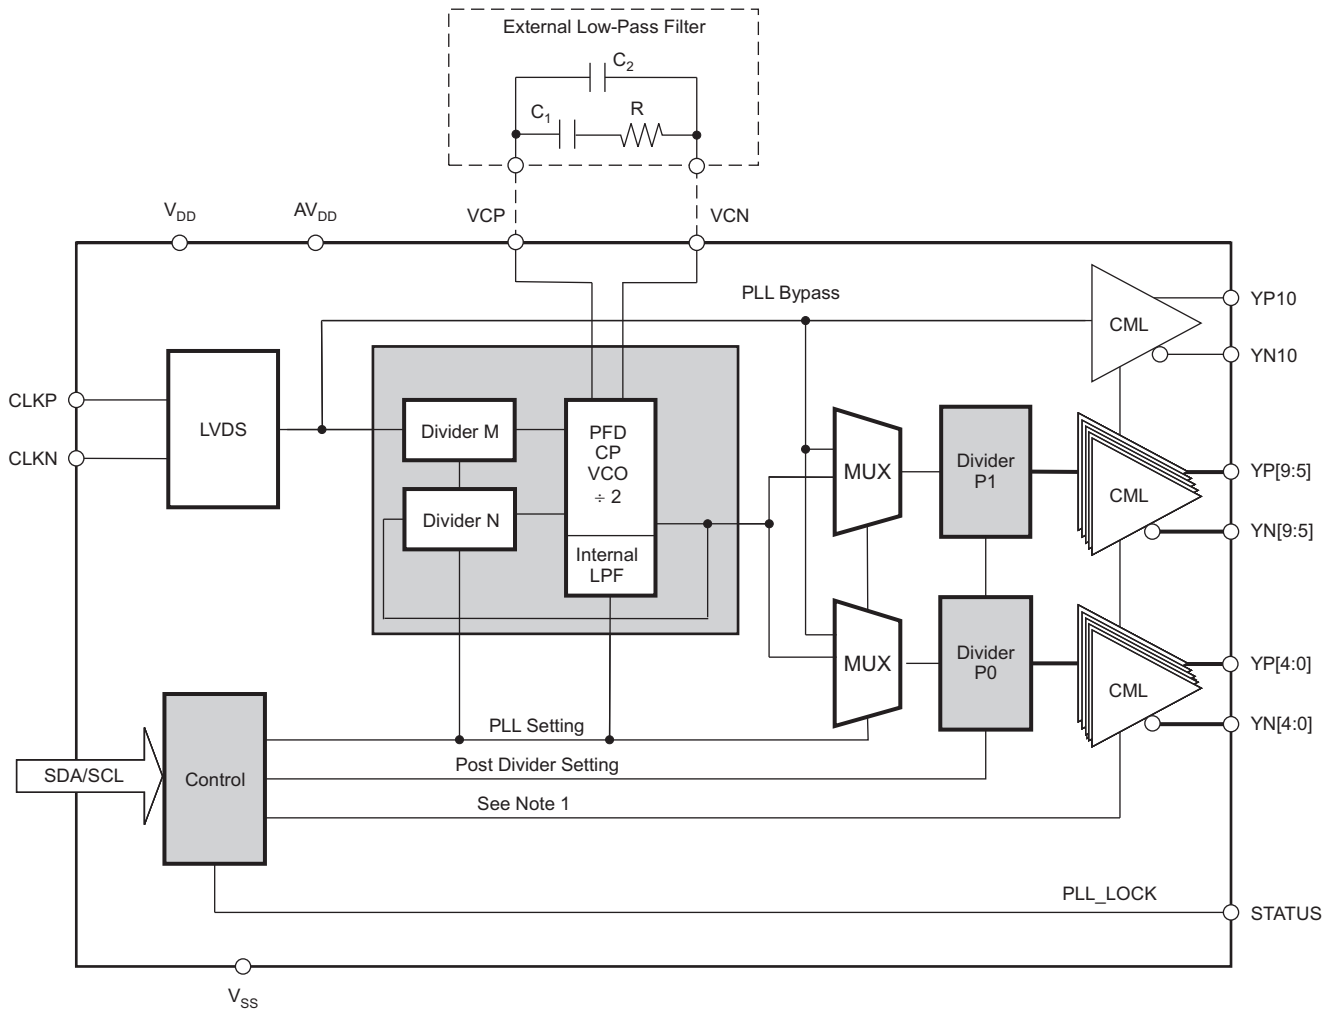 External Low-Pass Filter
C2
C1
R
VDD
AVDD
VCP
VCN
PLL Bypass
CML
YP10
YN10
CLKP
CLKN
LVDS
Divider M
Divider N
PFD
CP
VCO
÷ 2
Internal
LPF
MUX
Divider
P1
CML
YP[9:5]
YN[9:5]
MUX
Divider
P0
CML
YP[4:0]
YN[4:0]
SDA/SCL
Control
PLL Setting
Post Divider Setting
See Note 1
PLL_LOCK
STATUS
VSS